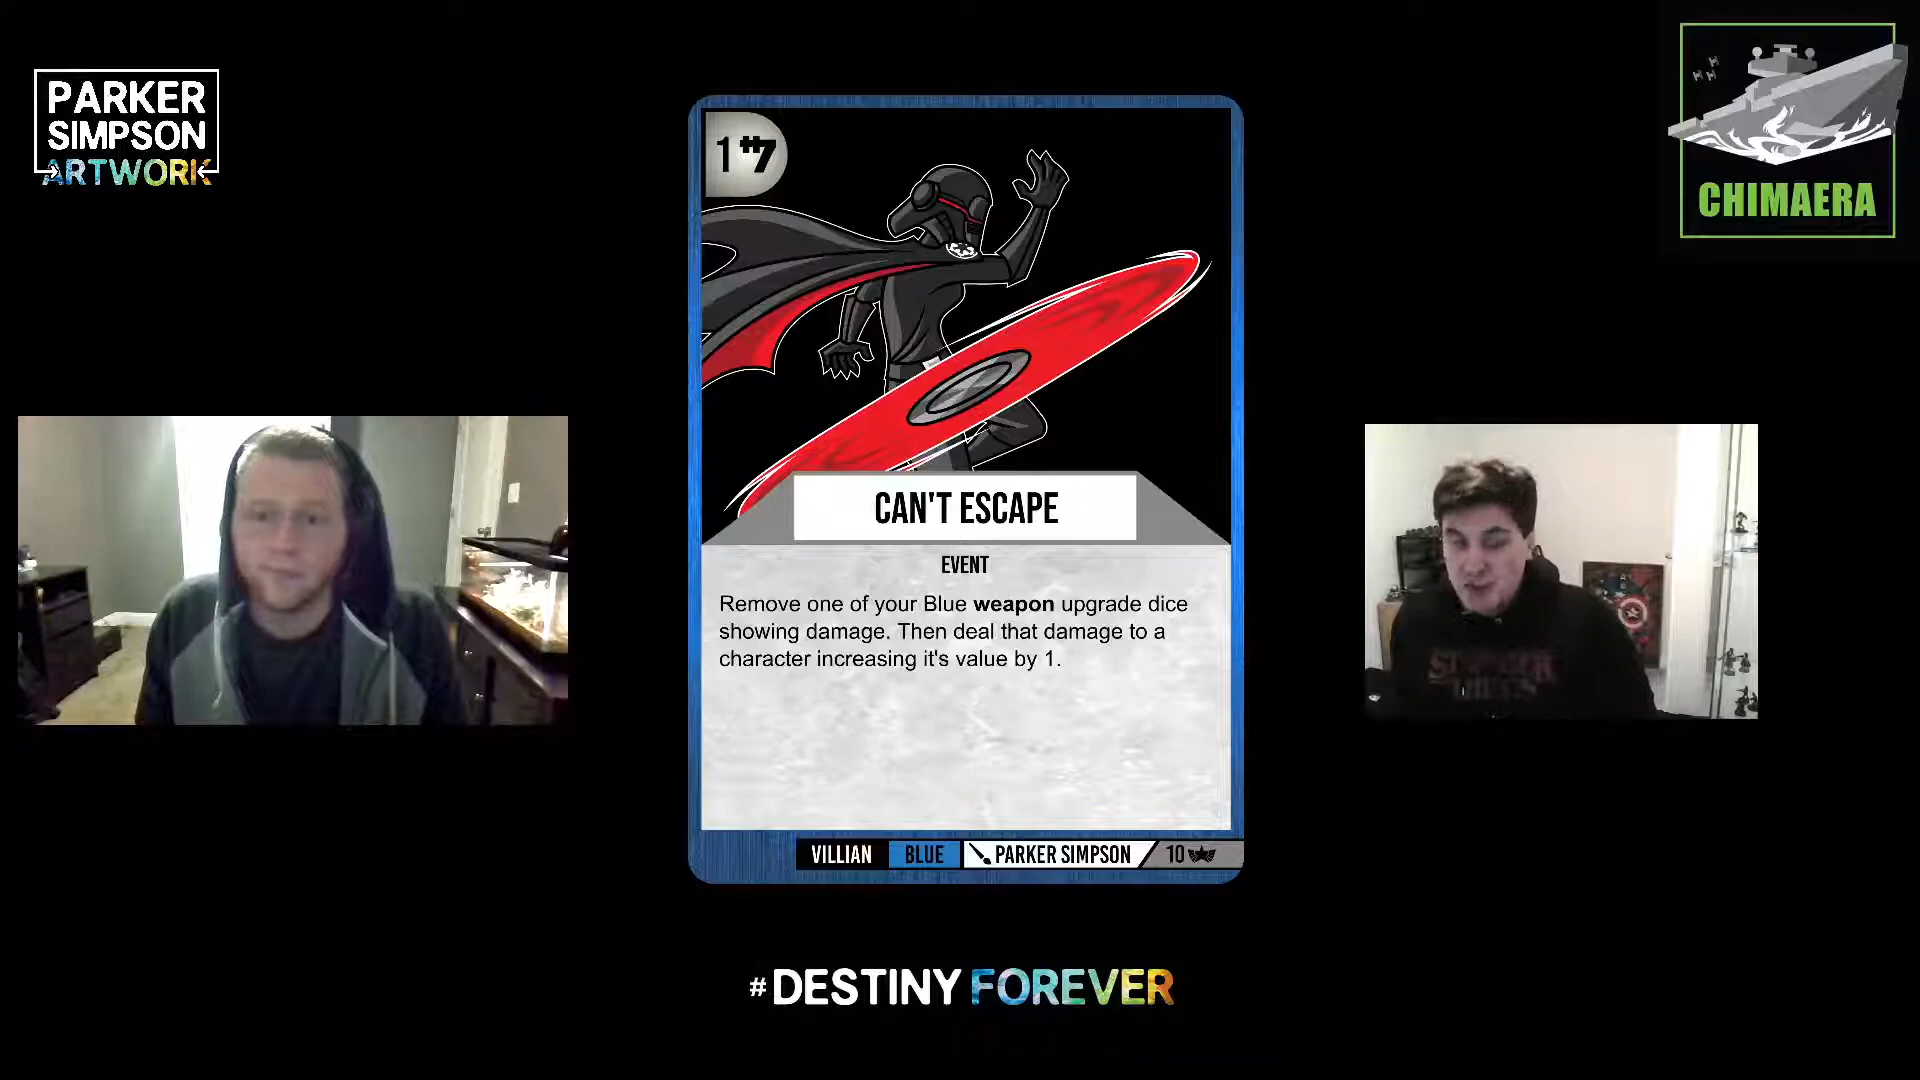 PARKER
SIMPSON
ARTWORK
CHIMAERA
1
CAN'T ESCAPE
EVENT
Remove one of your Blue weapon upgrade dice
showing damage. Then deal that damage to a
character increasing it's value by 1.
VILLIAN BLUE PARKER SIMPSON 10
#DESTINY FOREVER